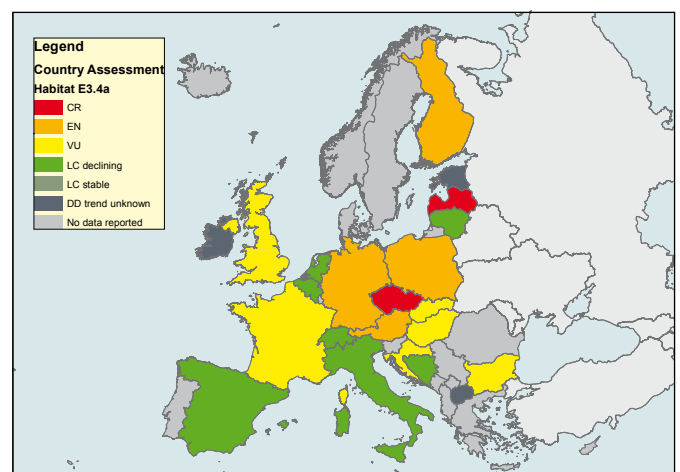 Legend
Country Assessment
Habitat E3.4a
CR
EN
VU
LC declining
LC stable
DD trend unknown
No data reported